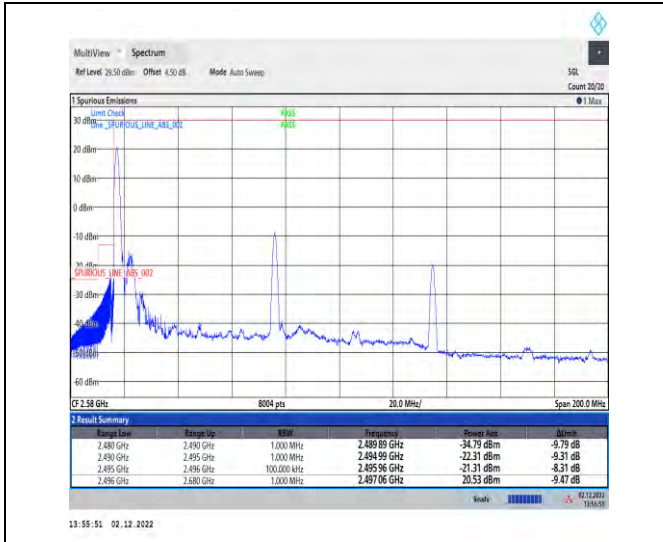 MultiView Spectrum
Ref Level 29.50 dBm Offset 4.50 dB Mode Auto Sweep SGL
Count 20/20
1 Spurious Emissions 1 Max
Limit Check PASS
30 dBm Line _SPURIOUS_LINE_ABS_002 PASS
20 dBm
10 dBm
0 dBm
-10 dBm
-20 dBm
_SPURIOUS_LINE_ABS_002
-30 dBm
-40 dBm
-50 dBm
-60 dBm
CF 2.58 GHz 8004 pts 20.0 MHz/ Span 200.0 MHz
2 Result Summary
Range Low Range Up RBW Frequency Power Abs ΔLimit
2.480 GHz 2.490 GHz 1.000 MHz 2.489 89 GHz -34.79 dBm -9.79 dB
2.490 GHz 2.495 GHz 1.000 MHz 2.494 99 GHz -22.31 dBm -9.31 dB
2.495 GHz 2.496 GHz 100.000 kHz 2.495 96 GHz -21.31 dBm -8.31 dB
2.496 GHz 2.680 GHz 1.000 MHz 2.497 06 GHz 20.53 dBm -9.47 dB
Ready 02.12.2022
13:55:50
13:55:51 02.12.2022